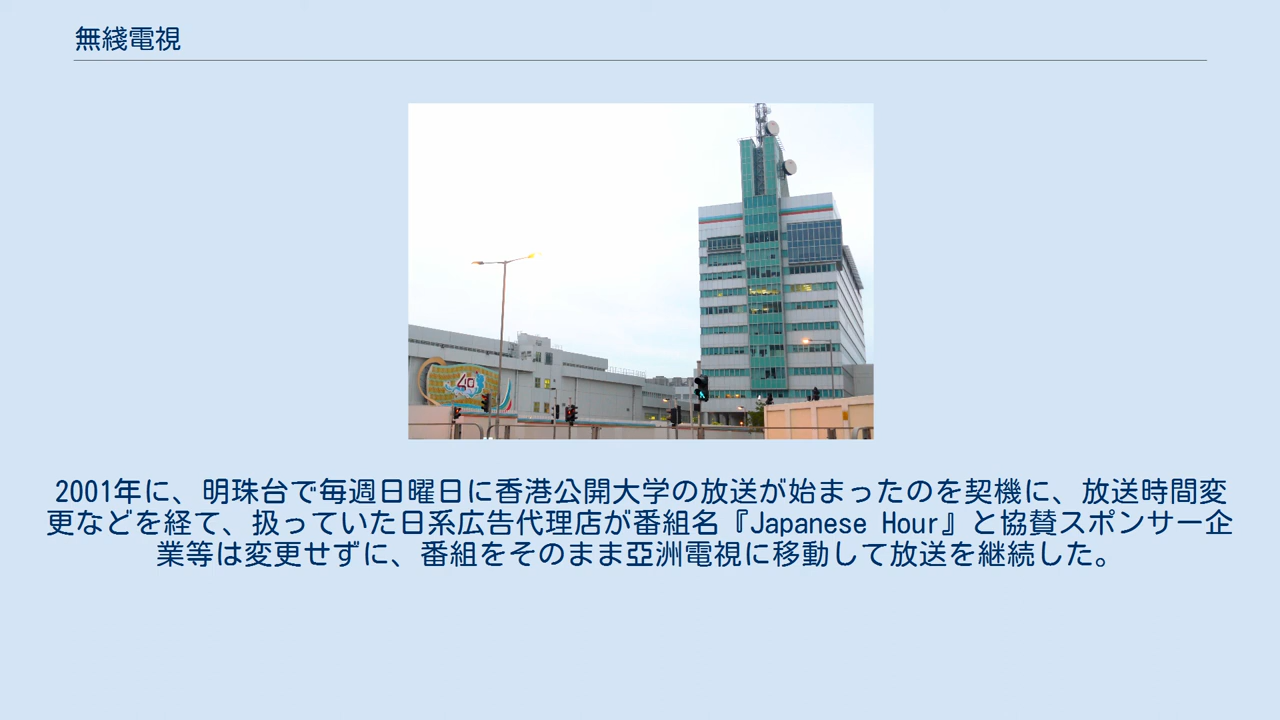 無綫電視
40
2001年に、明珠台で毎週日曜日に香港公開大学の放送が始まったのを契機に、放送時間変
更などを経て、扱っていた日系広告代理店が番組名『Japanese Hour』と協賛スポンサー企
業等は変更せずに、番組をそのまま亞洲電視に移動して放送を継続した。